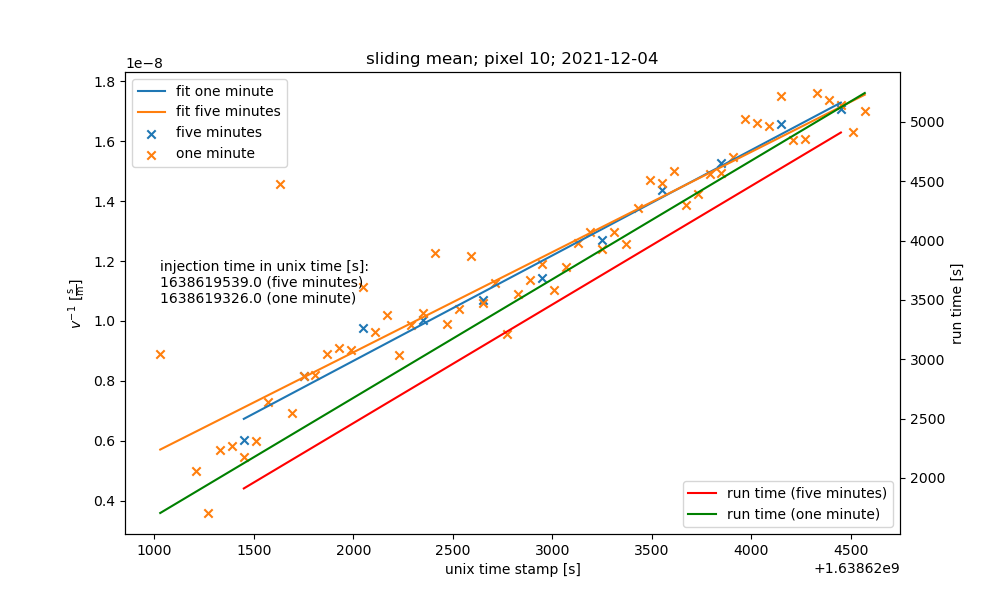 sliding mean; pixel 10; 2021-12-04
1e−8
1.8
1.6
1.4
1.2
1.0
0.8
0.6
0.4
v⁻¹ [s/m]
fit one minute
fit five minutes
five minutes
one minute
injection time in unix time [s]:
1638619539.0 (five minutes)
1638619326.0 (one minute)
run time (five minutes)
run time (one minute)
5000
4500
4000
3500
3000
2500
2000
run time [s]
1000
1500
2000
2500
3000
3500
4000
4500
unix time stamp [s]
+1.63862e9